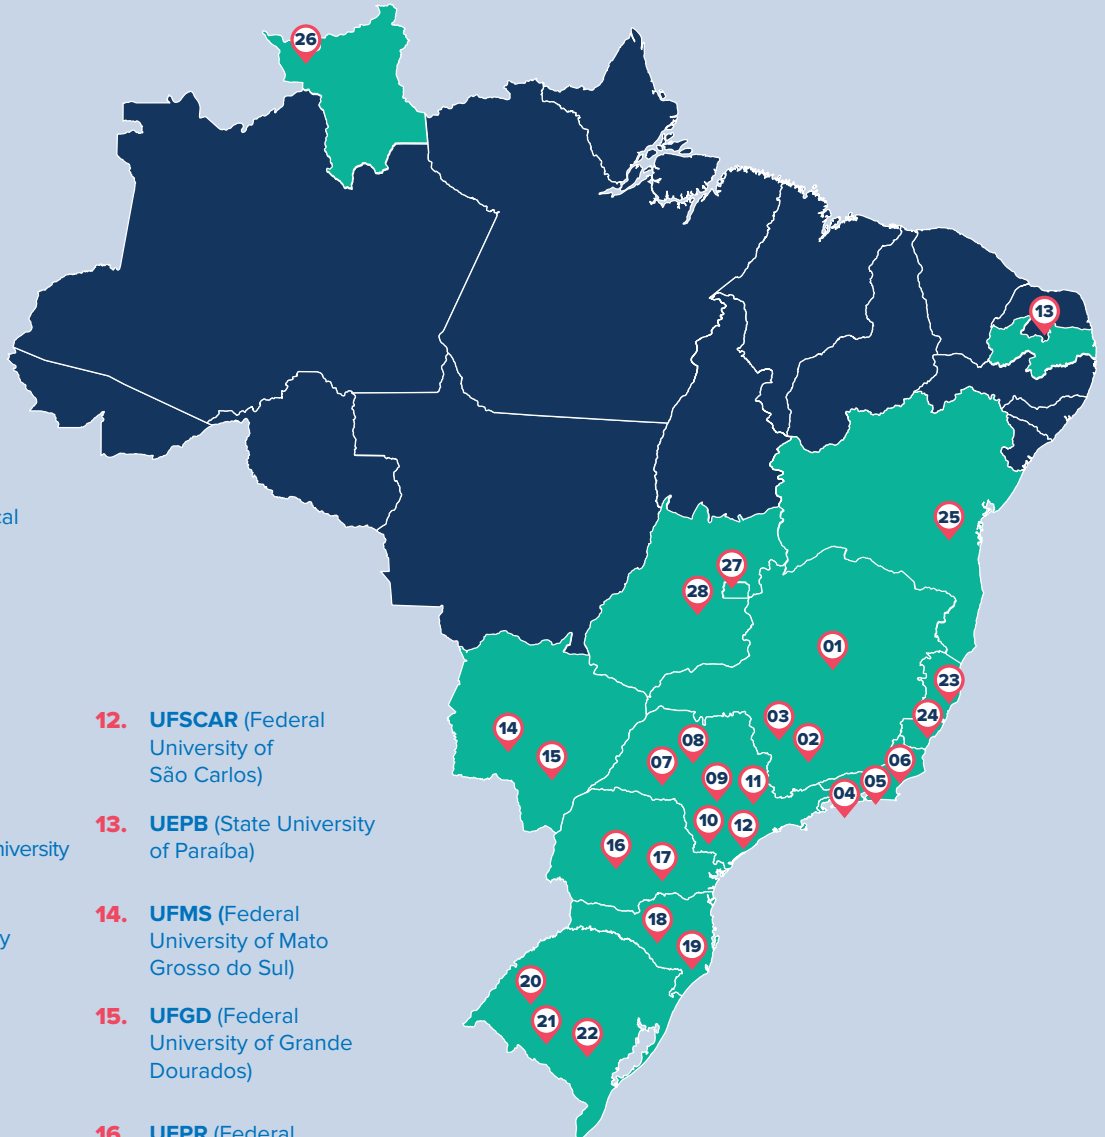 26
13
25
27
28
01
23
03
24
02
14
08
15
07
06
09
11
05
04
10
12
16
17
18
19
20
21
22
12. UFSCAR (Federal
University of
São Carlos)
13. UEPB (State University
of Paraíba)
14. UFMS (Federal
University of Mato
Grosso do Sul)
15. UFGD (Federal
University of Grande
Dourados)
16. UFPR (Federal